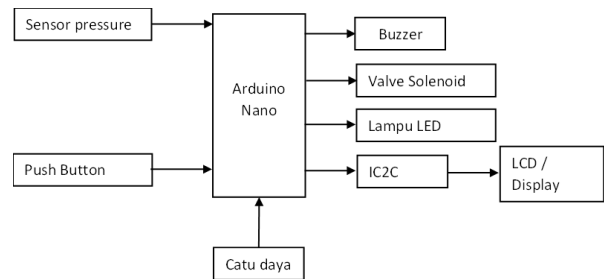 Sensor pressure
Push Button
Arduino
Nano
Catu daya
Buzzer
Valve Solenoid
Lampu LED
IC2C
LCD /
Display